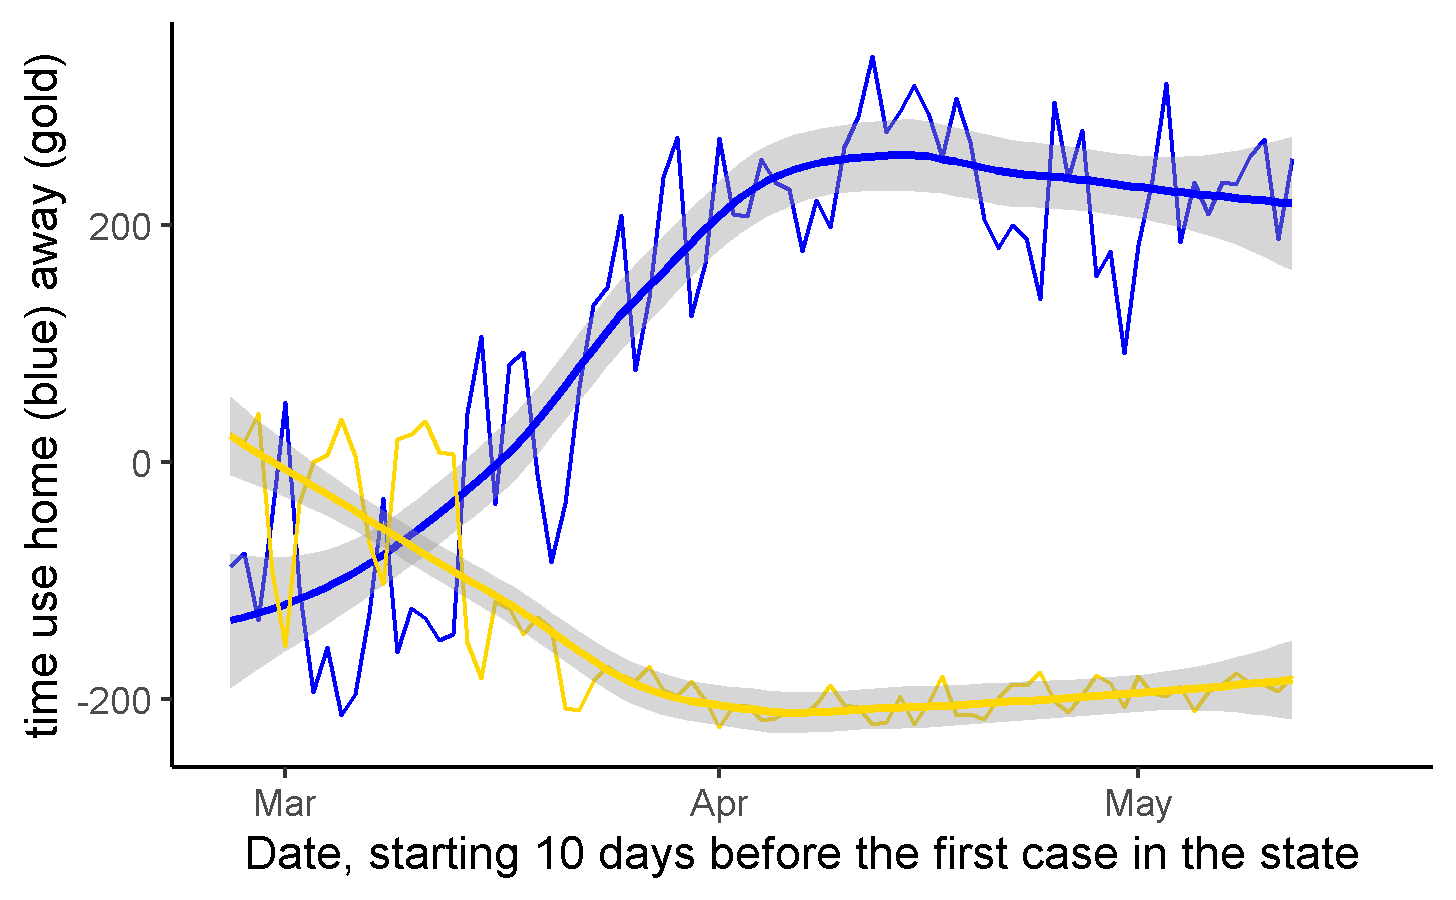 time use home (blue) away (gold)
200
0
-200
Mar
Apr
May
Date, starting 10 days before the first case in the state